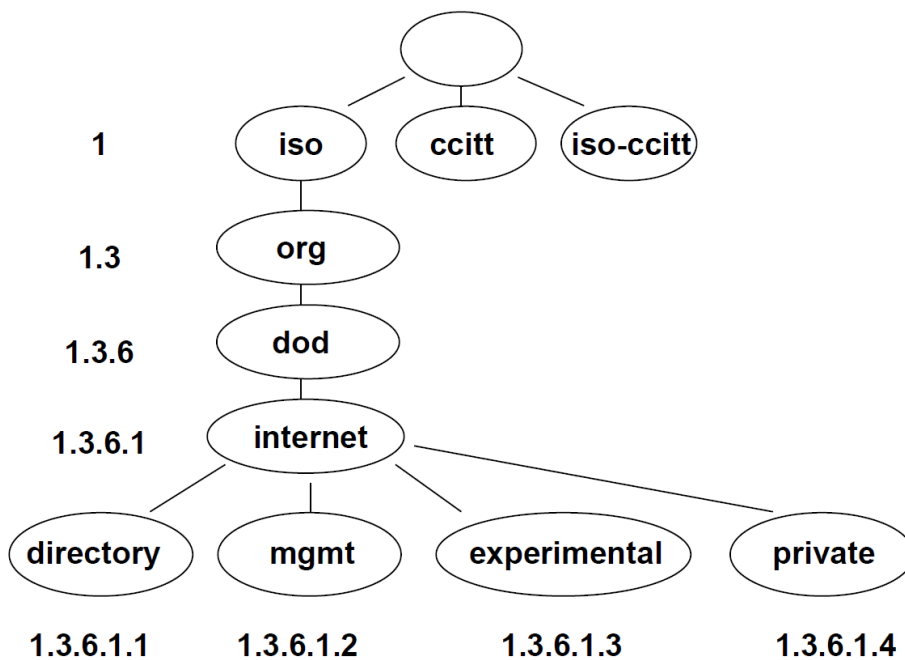 1 iso ccitt iso-ccitt
1.3 org
1.3.6 dod
1.3.6.1 internet
directory mgmt experimental private
1.3.6.1.1 1.3.6.1.2 1.3.6.1.3 1.3.6.1.4